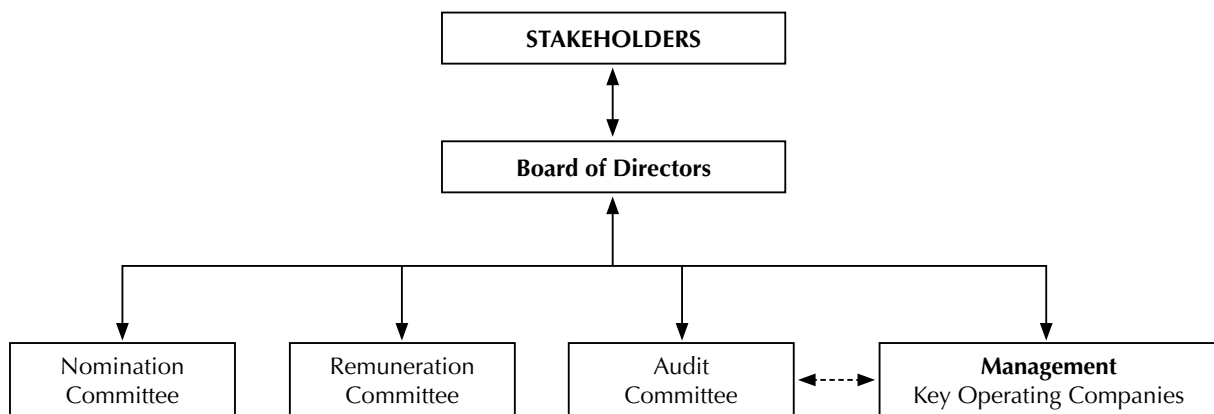 STAKEHOLDERS
Board of Directors
Nomination
Committee
Remuneration
Committee
Audit
Committee
Management
Key Operating Companies